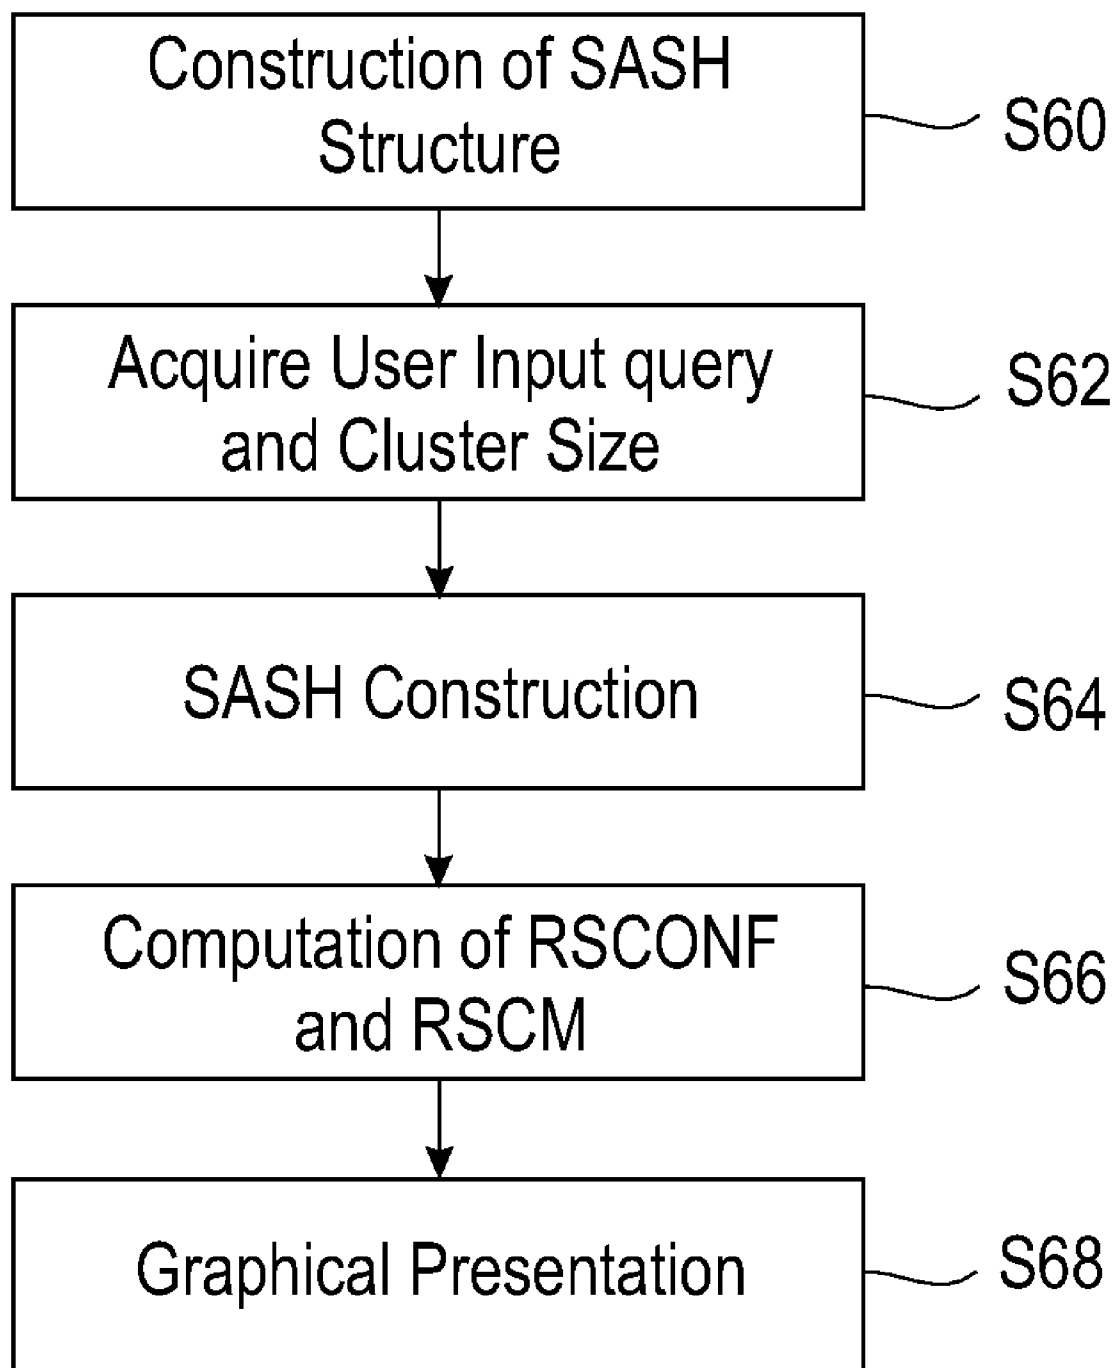 Construction of SASH
Structure
S60
Acquire User Input query
and Cluster Size
S62
SASH Construction
S64
Computation of RSCONF
and RSCM
S66
Graphical Presentation
S68